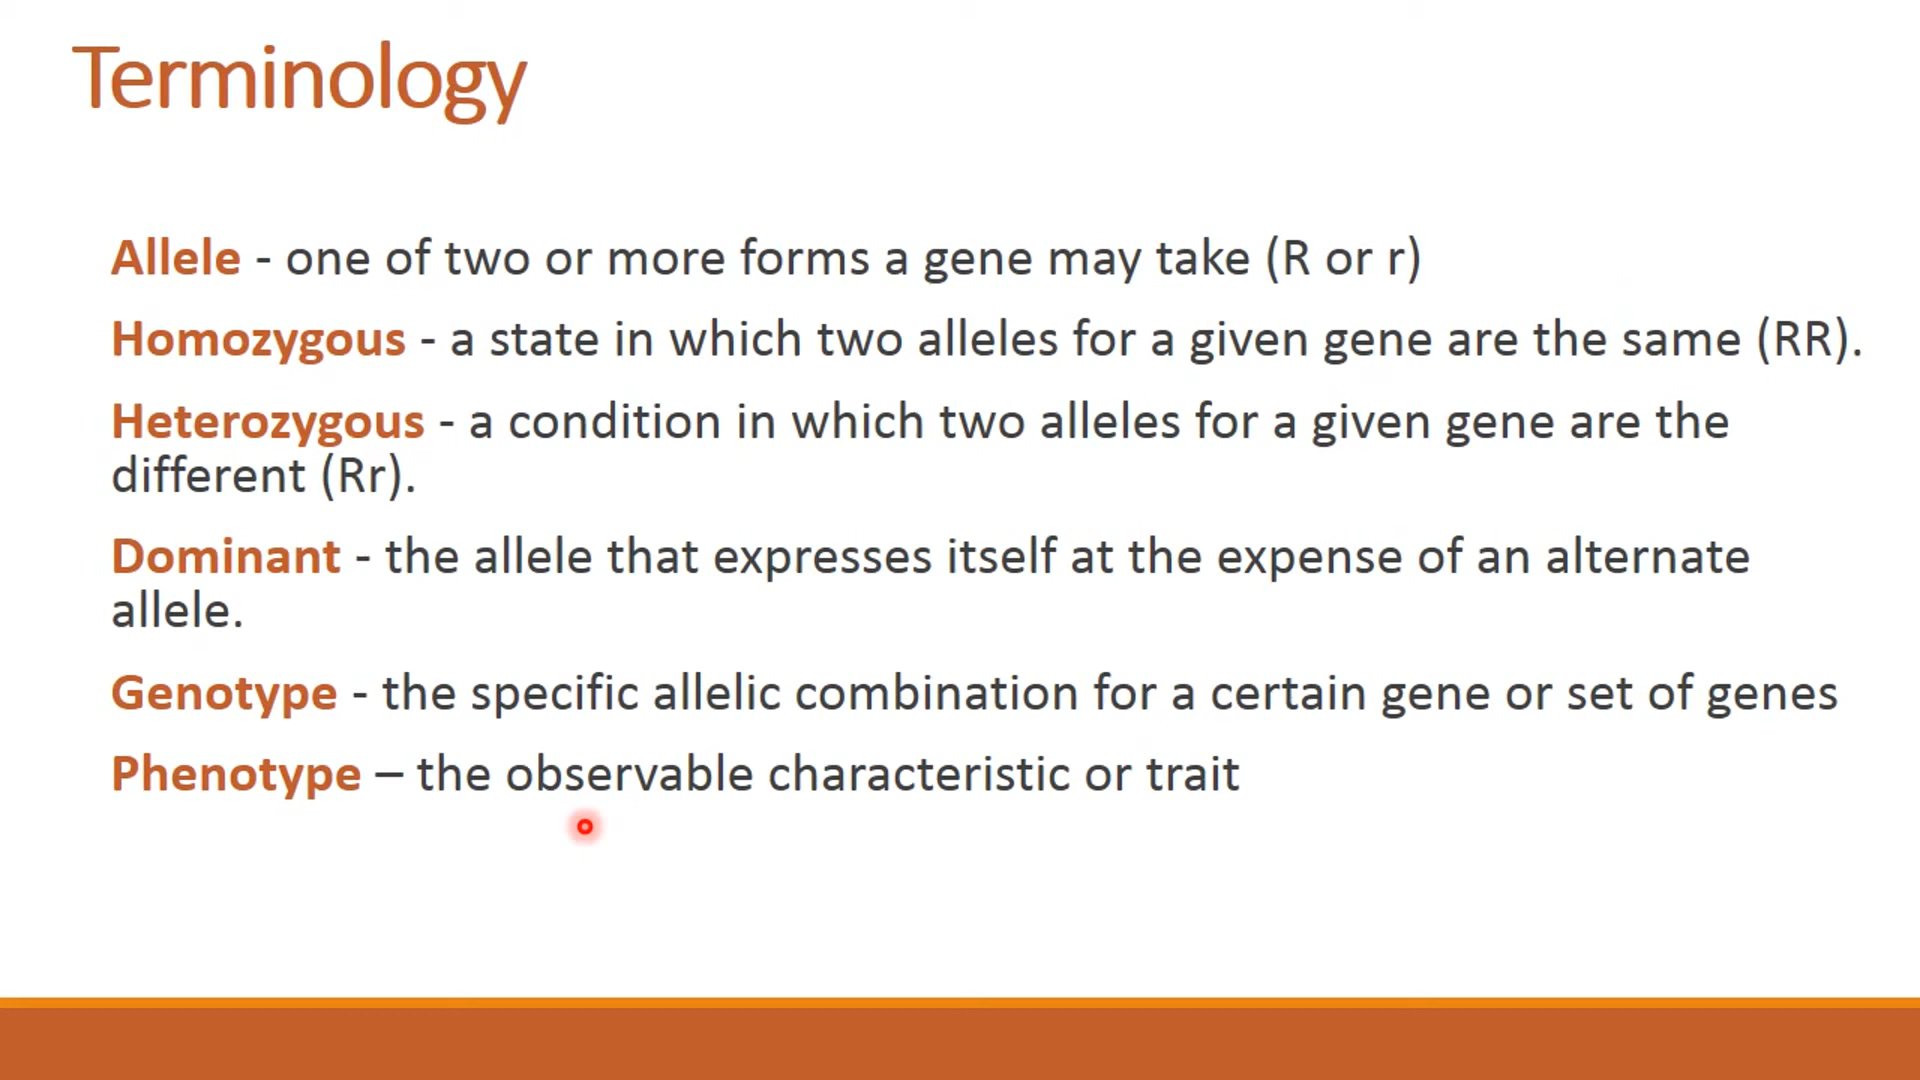 Terminology
Allele - one of two or more forms a gene may take (R or r)
Homozygous - a state in which two alleles for a given gene are the same (RR).
Heterozygous - a condition in which two alleles for a given gene are the
different (Rr).
Dominant - the allele that expresses itself at the expense of an alternate
allele.
Genotype - the specific allelic combination for a certain gene or set of genes
Phenotype – the observable characteristic or trait